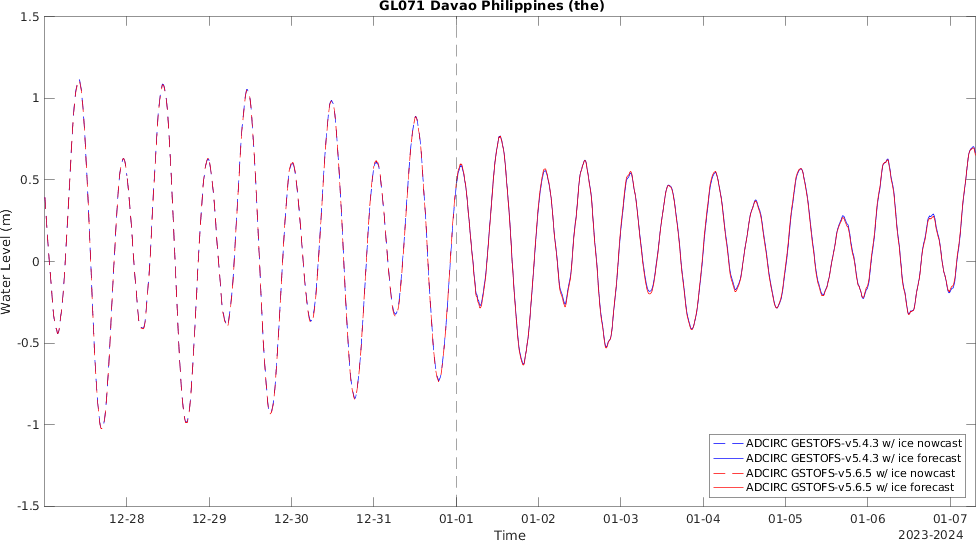 GL071 Davao Philippines (the)
1.5
1
0.5
0
-0.5
-1
-1.5
Water Level (m)
ADCIRC GESTOFS-v5.4.3 w/ ice nowcast
ADCIRC GESTOFS-v5.4.3 w/ ice forecast
ADCIRC GSTOFS-v5.6.5 w/ ice nowcast
ADCIRC GSTOFS-v5.6.5 w/ ice forecast
12-28 12-29 12-30 12-31 01-01 01-02 01-03 01-04 01-05 01-06 01-07
Time
2023-2024